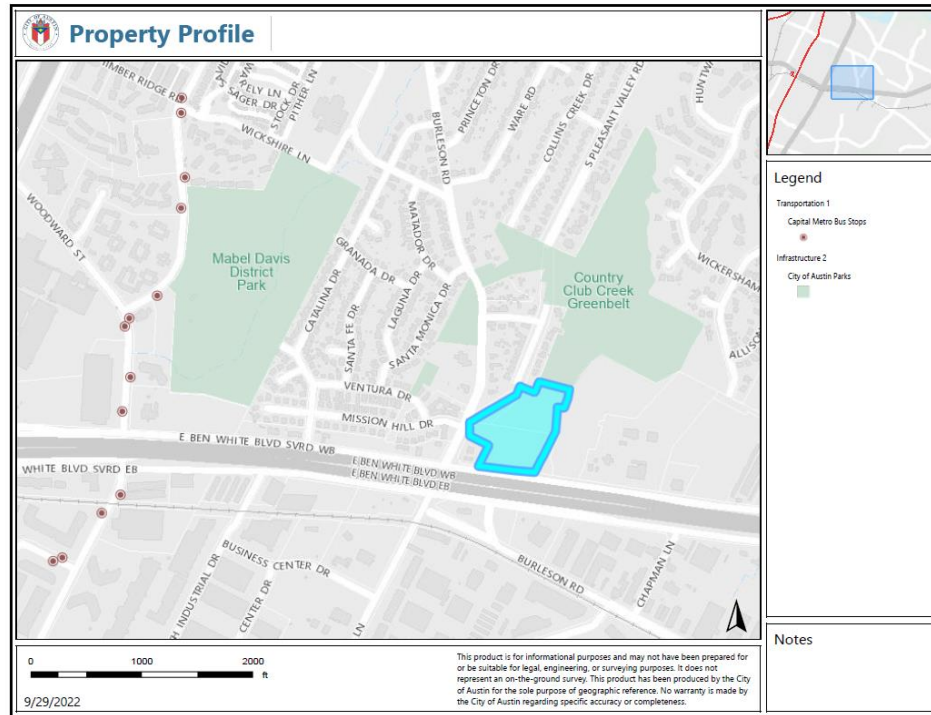 CITY OF AUSTIN
Property Profile
TIMBER RIDGE RD
SAGER DR
STOCK DR
PITHER LN
WICKSHIRE LN
BURLESON RD
PRINCETON DR
WARE RD
COLLINS CREEK DR
S PLEASANT VALLEY RD
HUNTW
WOODWARD ST
Mabel Davis
District
Park
GRANADA DR
MATADOR DR
CATALINA DR
SANTA FE DR
LAGUNA DR
SANTA MONICA DR
Country
Club Creek
Greenbelt
WICKERSHAM
ALLISON
VENTURA DR
MISSION HILL DR
E BEN WHITE BLVD SVRD WB
E BEN WHITE BLVD WB
E BEN WHITE BLVD EB
WHITE BLVD SVRD EB
BUSINESS CENTER DR
H INDUSTRIAL DR
CENTER DR
LN
BURLESON RD
CHAPMAN LN
Legend
Transportation 1
Capital Metro Bus Stops
Infrastructure 2
City of Austin Parks
Notes
0 1000 2000
ft
9/29/2022
This product is for informational purposes and may not have been prepared for
or be suitable for legal, engineering, or surveying purposes. It does not
represent an on-the-ground survey. This product has been produced by the City
of Austin for the sole purpose of geographic reference. No warranty is made by
the City of Austin regarding specific accuracy or completeness.